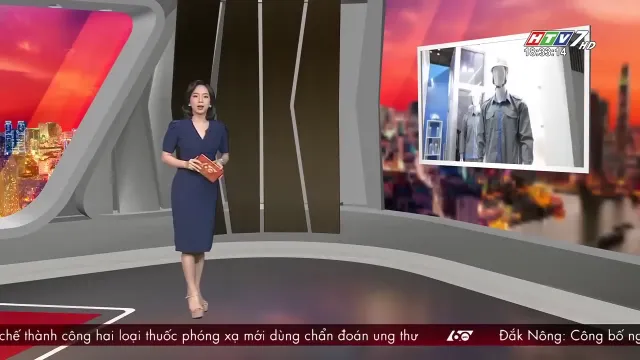 HTV7 HD
18:33:14
chế thành công hai loại thuốc phóng xạ mới dùng chẩn đoán ung thư
60
Đắk Nông: Công bố